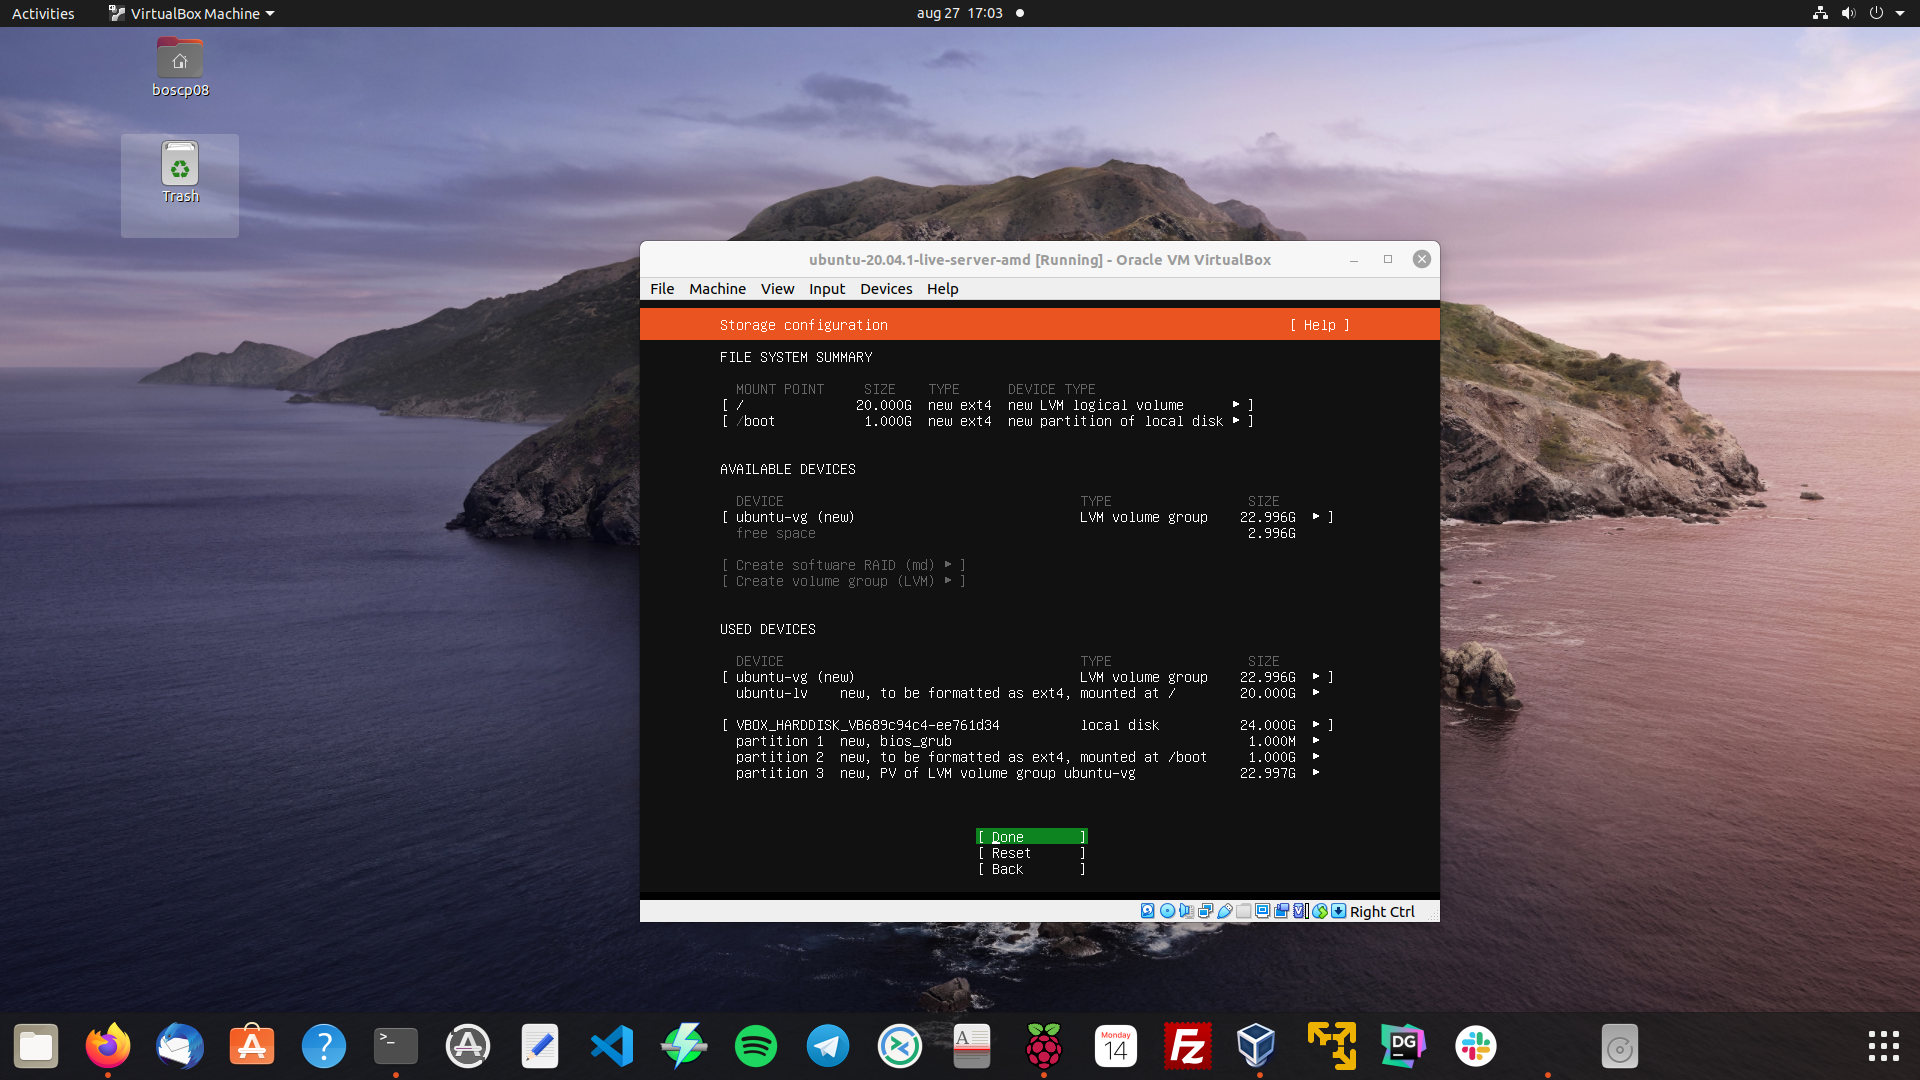 Activities VirtualBox Machine aug 27 17:03
boscp08
Trash
ubuntu-20.04.1-live-server-amd [Running] - Oracle VM VirtualBox
File Machine View Input Devices Help
Storage configuration [ Help ]
FILE SYSTEM SUMMARY
MOUNT POINT SIZE TYPE DEVICE TYPE
[ / 20.000G new ext4 new LVM logical volume ▸ ]
[ /boot 1.000G new ext4 new partition of local disk ▸ ]
AVAILABLE DEVICES
DEVICE TYPE SIZE
[ ubuntu-vg (new) LVM volume group 22.996G ▸ ]
free space 2.996G
[ Create software RAID (md) ▸ ]
[ Create volume group (LVM) ▸ ]
USED DEVICES
DEVICE TYPE SIZE
[ ubuntu-vg (new) LVM volume group 22.996G ▸ ]
ubuntu-lv new, to be formatted as ext4, mounted at / 20.000G ▸
[ VBOX_HARDDISK_VB689c94c4-ee761d34 local disk 24.000G ▸ ]
partition 1 new, bios_grub 1.000M ▸
partition 2 new, to be formatted as ext4, mounted at /boot 1.000G ▸
partition 3 new, PV of LVM volume group ubuntu-vg 22.997G ▸
[ Done ]
[ Reset ]
[ Back ]
Right Ctrl
Monday
14
DG